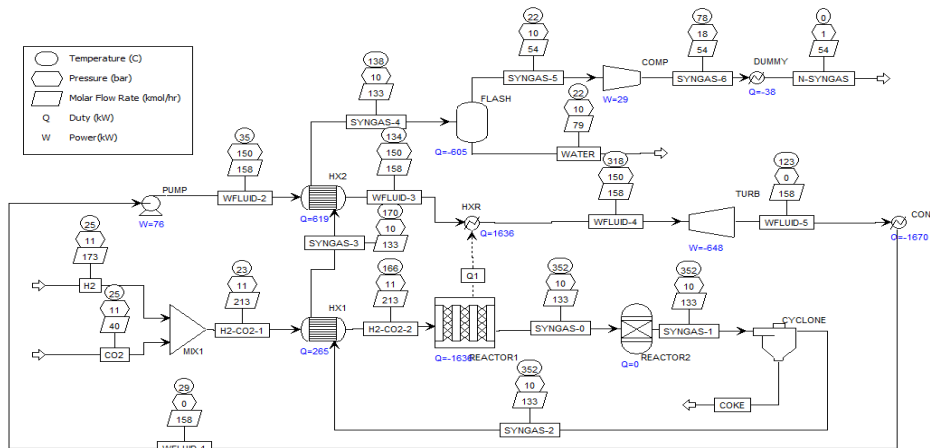 Temperature (C)
Pressure (bar)
Molar Flow Rate (kmol/hr)
Q Duty (kW)
W Power(kW)
22
10
54
SYNGAS-5
COMP
W=29
78
18
54
SYNGAS-6
DUMMY
Q=-38
0
1
54
N-SYNGAS
138
10
133
SYNGAS-4
FLASH
Q=-605
22
10
79
WATER
35
150
158
PUMP
WFLUID-2
W=76
HX2
Q=619
134
150
158
WFLUID-3
170
10
133
SYNGAS-3
HXR
Q=1636
318
150
158
WFLUID-4
TURB
W=-648
123
0
158
WFLUID-5
CON
Q=-1670
25
11
173
H2
25
11
40
CO2
MIX1
23
11
213
H2-CO2-1
HX1
Q=265
166
11
213
H2-CO2-2
Q1
REACTOR1
Q=-1636
352
10
133
SYNGAS-0
REACTOR2
Q=0
352
10
133
SYNGAS-1
CYCLONE
COKE
352
10
133
SYNGAS-2
29
0
158
WFLUID-1